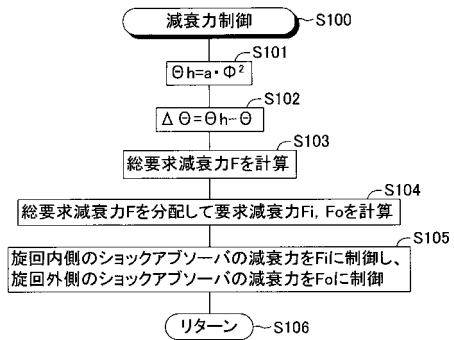 減衰力制御
S100
S101
Θh=a・Φ²
S102
ΔΘ=Θh-Θ
S103
総要求減衰力Fを計算
S104
総要求減衰力Fを分配して要求減衰力Fi, Foを計算
S105
旋回内側のショックアブソーバの減衰力をFiに制御し、
旋回外側のショックアブソーバの減衰力をFoに制御
リターン
S106